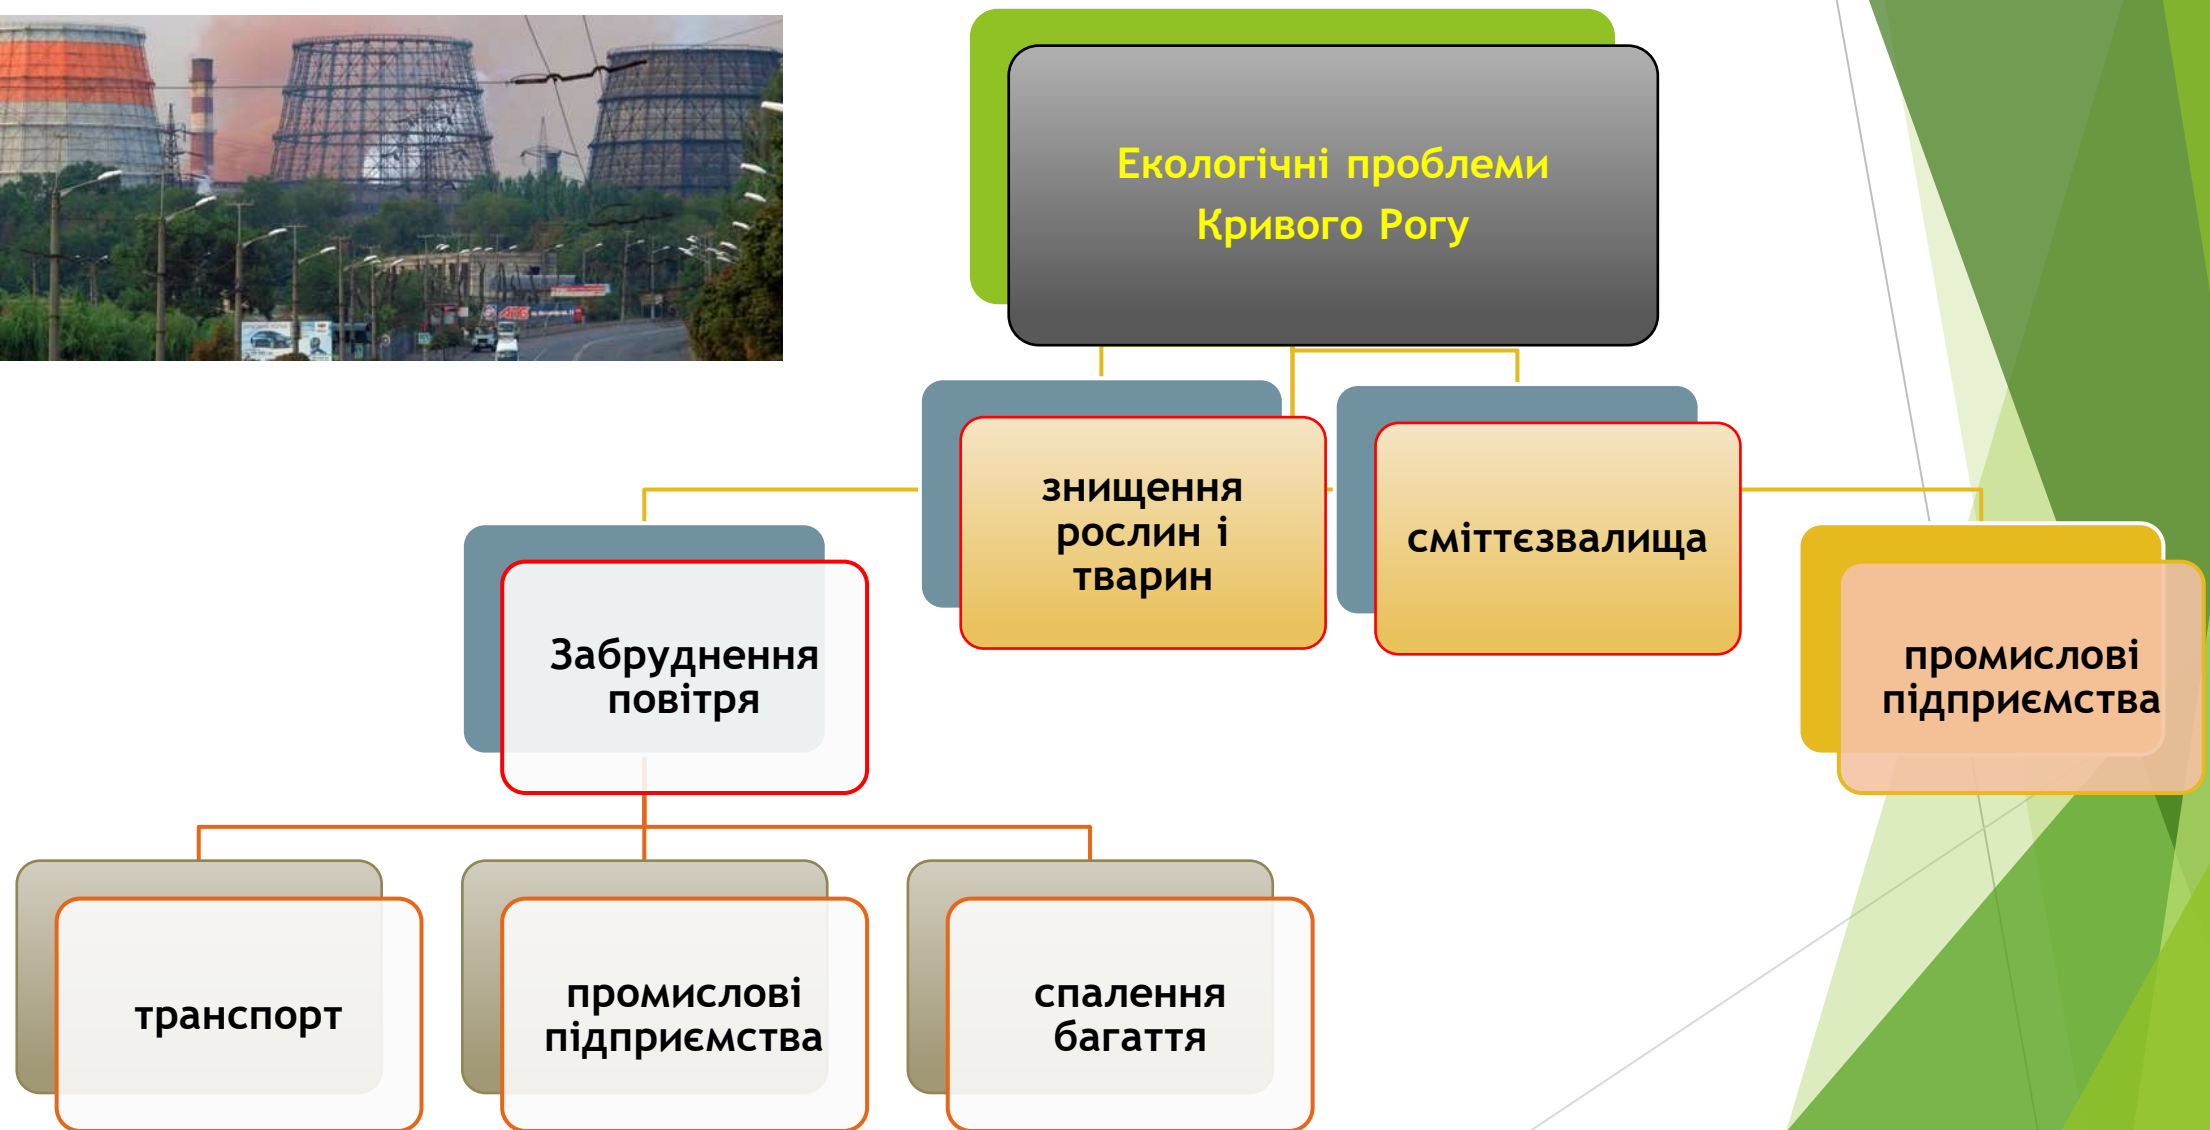 Екологічні проблеми
Кривого Рогу
знищення
рослин і
тварин
сміттєзвалища
Забруднення
повітря
промислові
підприємства
транспорт
промислові
підприємства
спалення
багаття